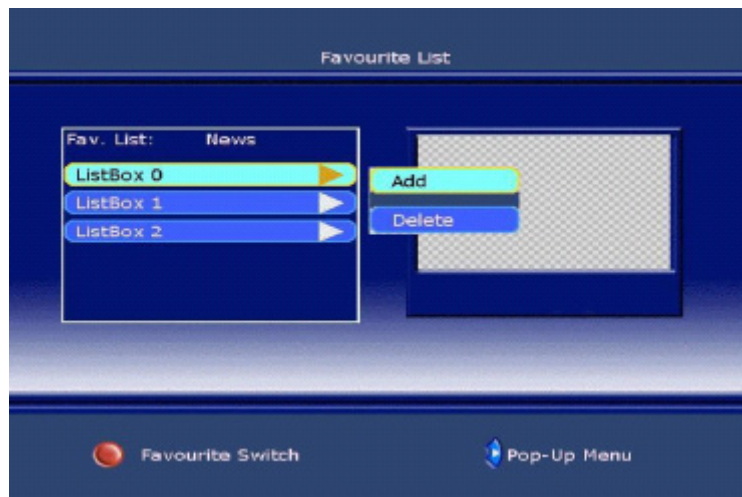 Favourite List
Fav. List: News
ListBox 0
ListBox 1
ListBox 2
Add
Delete
Favourite Switch
Pop-Up Menu